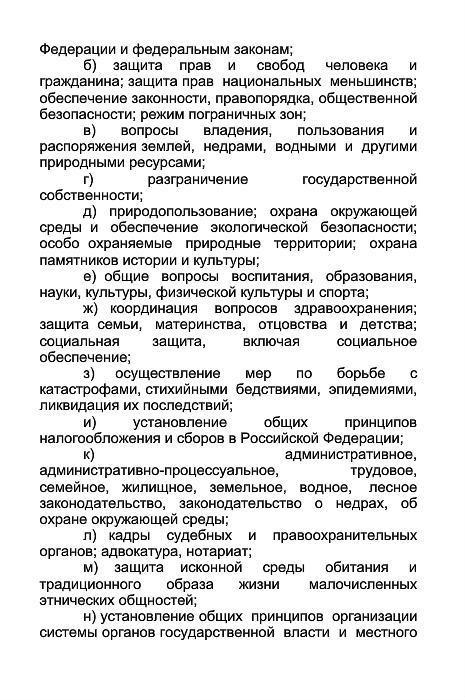 Федерации и федеральным законам;
б) защита прав и свобод человека и
гражданина; защита прав национальных меньшинств;
обеспечение законности, правопорядка, общественной
безопасности; режим пограничных зон;
в) вопросы владения, пользования и
распоряжения землей, недрами, водными и другими
природными ресурсами;
г) разграничение государственной
собственности;
д) природопользование; охрана окружающей
среды и обеспечение экологической безопасности;
особо охраняемые природные территории; охрана
памятников истории и культуры;
е) общие вопросы воспитания, образования,
науки, культуры, физической культуры и спорта;
ж) координация вопросов здравоохранения;
защита семьи, материнства, отцовства и детства;
социальная защита, включая социальное
обеспечение;
з) осуществление мер по борьбе с
катастрофами, стихийными бедствиями, эпидемиями,
ликвидация их последствий;
и) установление общих принципов
налогообложения и сборов в Российской Федерации;
к) административное,
административно-процессуальное, трудовое,
семейное, жилищное, земельное, водное, лесное
законодательство, законодательство о недрах, об
охране окружающей среды;
л) кадры судебных и правоохранительных
органов; адвокатура, нотариат;
м) защита исконной среды обитания и
традиционного образа жизни малочисленных
этнических общностей;
н) установление общих принципов организации
системы органов государственной власти и местного